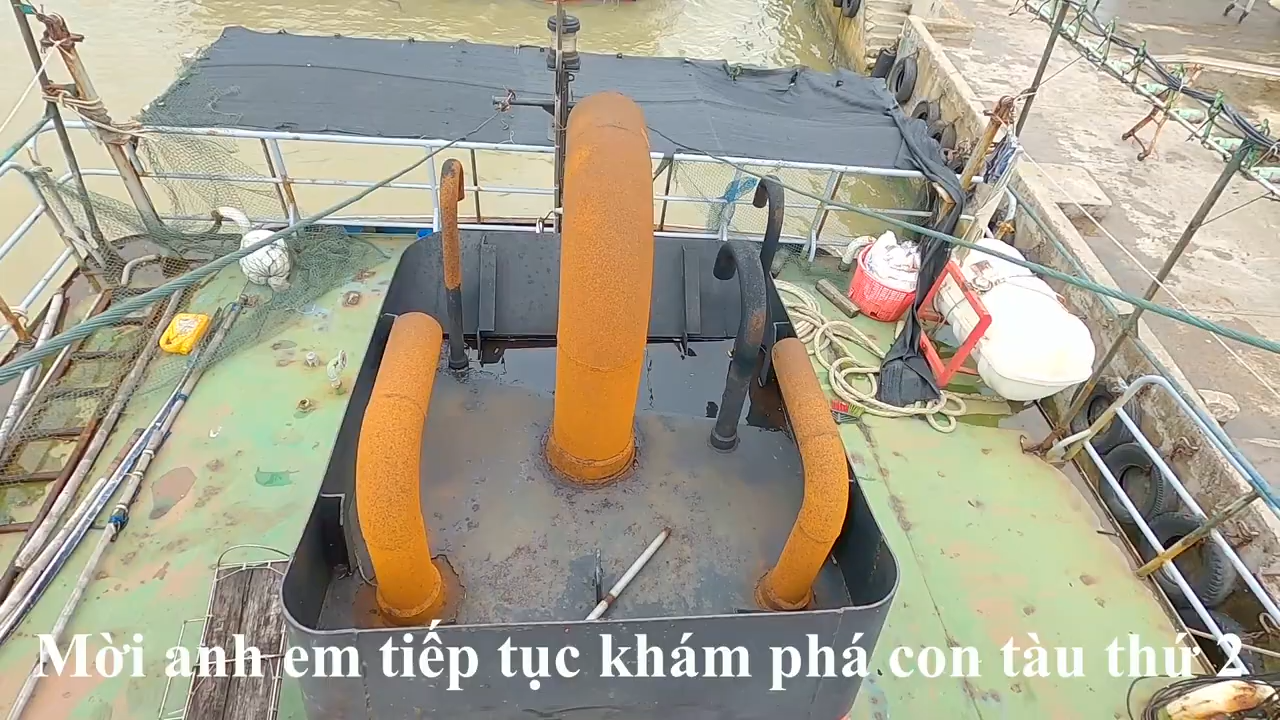 Mời anh em tiếp tục khám phá con tàu thứ 2